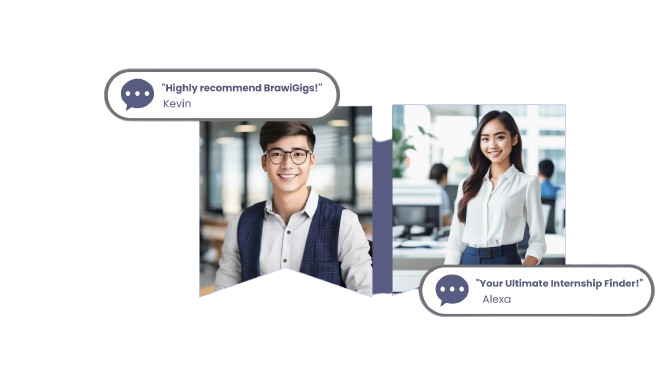 "Highly recommend BrawiGigs!"
Kevin
"Your Ultimate Internship Finder!"
Alexa